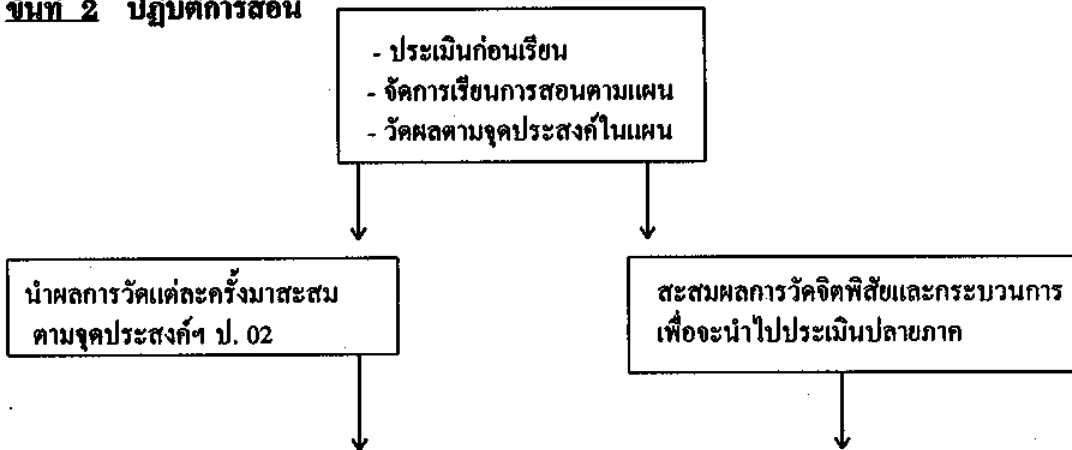 ขั้นที่ 2 ปฏิบัติการสอน
- ประเมินก่อนเรียน
- จัดการเรียนการสอนตามแผน
- วัดผลตามจุดประสงค์ในแผน
นำผลการวัดแต่ละครั้งมาสะสม
ตามจุดประสงค์ฯ ป. 02
สะสมผลการวัดจิตพิสัยและกระบวนการ
เพื่อจะนำไปประเมินปลายภาค